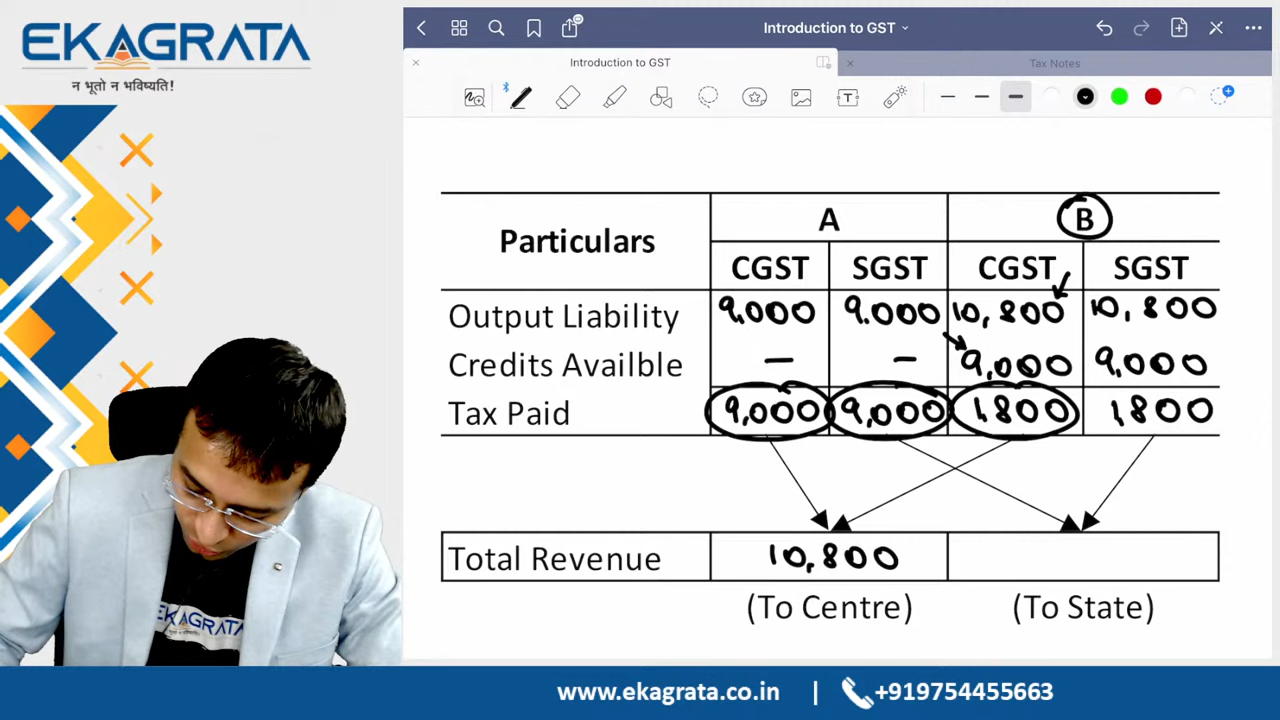 EKAGRATA
न भूतो न भविष्यति!
Introduction to GST
Introduction to GST
Tax Notes
T
Particulars
A
B
CGST
SGST
CGST
SGST
Output Liability
9,000
9.000
10,800
10,800
Credits Availble
—
—
9,000
9,000
Tax Paid
9,000
9,000
1,800
1,800
Total Revenue
10,800
(To Centre)
(To State)
EKAGRATA
www.ekagrata.co.in | +919754455663